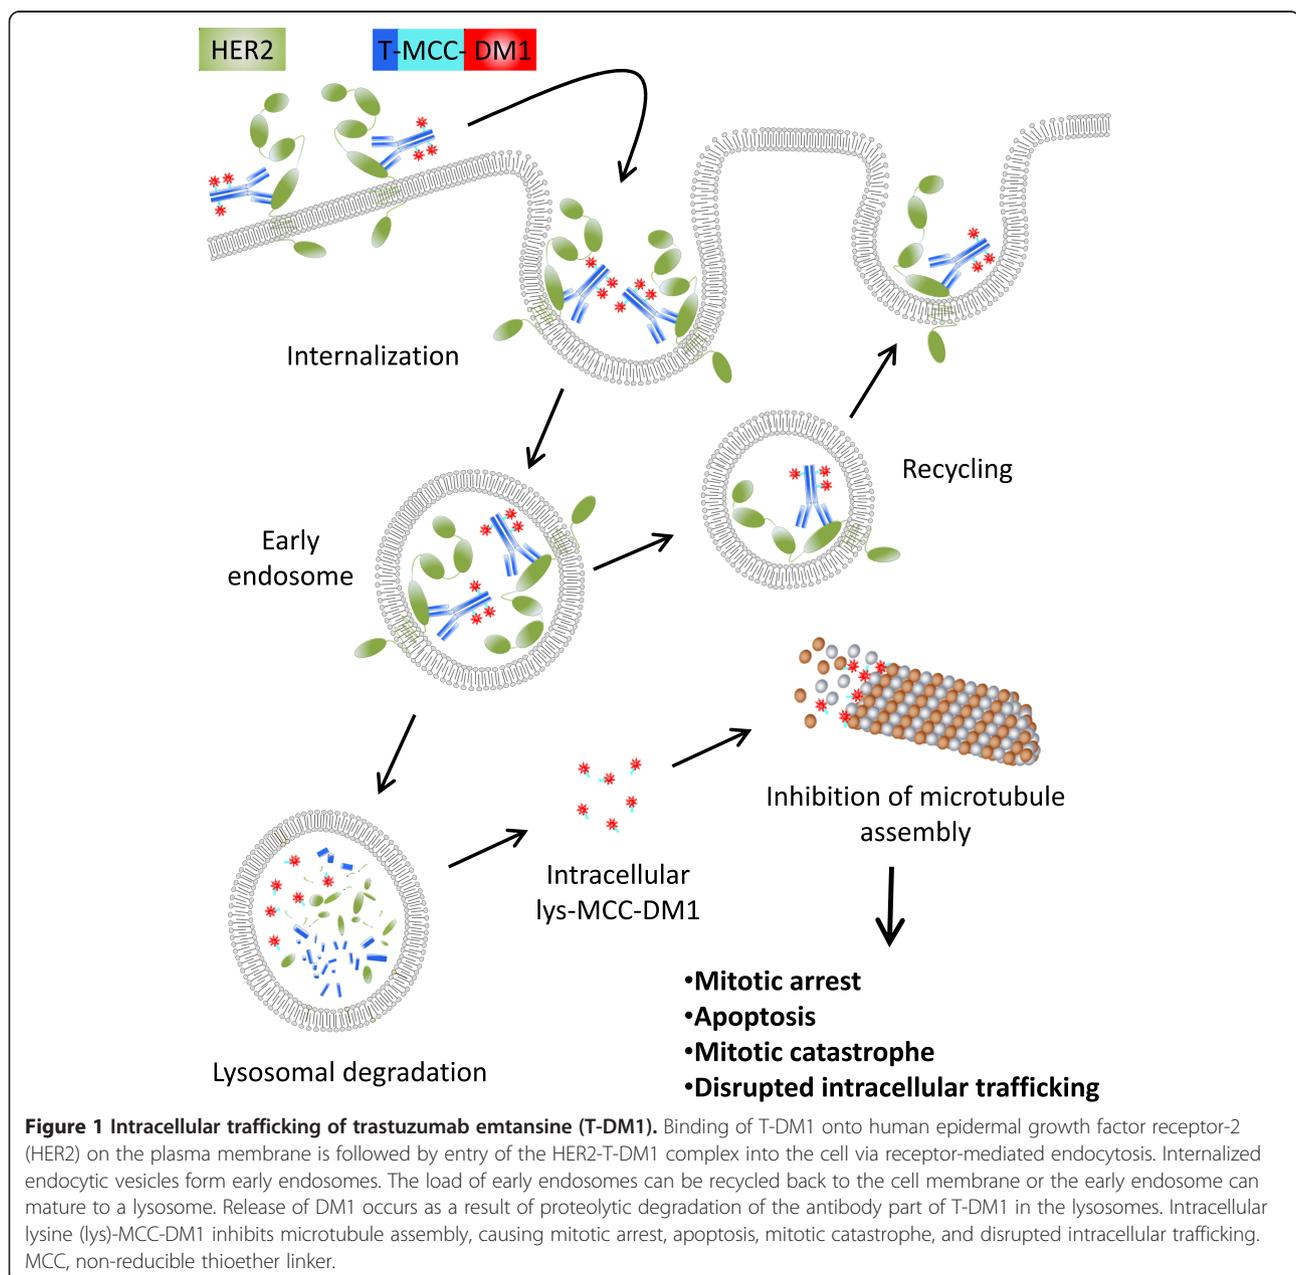 HER2
T-MCC- DM1
Internalization
Recycling
Early
endosome
Inhibition of microtubule
assembly
Intracellular
lys-MCC-DM1
•Mitotic arrest
•Apoptosis
•Mitotic catastrophe
•Disrupted intracellular trafficking
Lysosomal degradation
Figure 1 Intracellular trafficking of trastuzumab emtansine (T-DM1). Binding of T-DM1 onto human epidermal growth factor receptor-2
(HER2) on the plasma membrane is followed by entry of the HER2-T-DM1 complex into the cell via receptor-mediated endocytosis. Internalized
endocytic vesicles form early endosomes. The load of early endosomes can be recycled back to the cell membrane or the early endosome can
mature to a lysosome. Release of DM1 occurs as a result of proteolytic degradation of the antibody part of T-DM1 in the lysosomes. Intracellular
lysine (lys)-MCC-DM1 inhibits microtubule assembly, causing mitotic arrest, apoptosis, mitotic catastrophe, and disrupted intracellular trafficking.
MCC, non-reducible thioether linker.